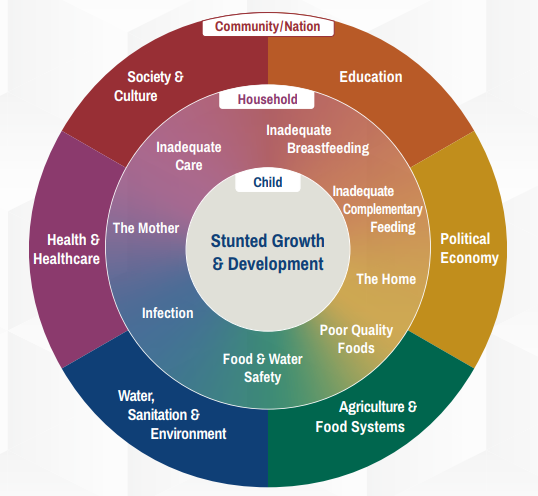 Community/Nation
Society &
Culture
Education
Household
Inadequate
Breastfeeding
Inadequate
Care
Child
Inadequate
Complementary
Feeding
The Mother
Health &
Healthcare
Stunted Growth
& Development
Political
Economy
The Home
Infection
Poor Quality
Foods
Food & Water
Safety
Water,
Sanitation &
Environment
Agriculture &
Food Systems